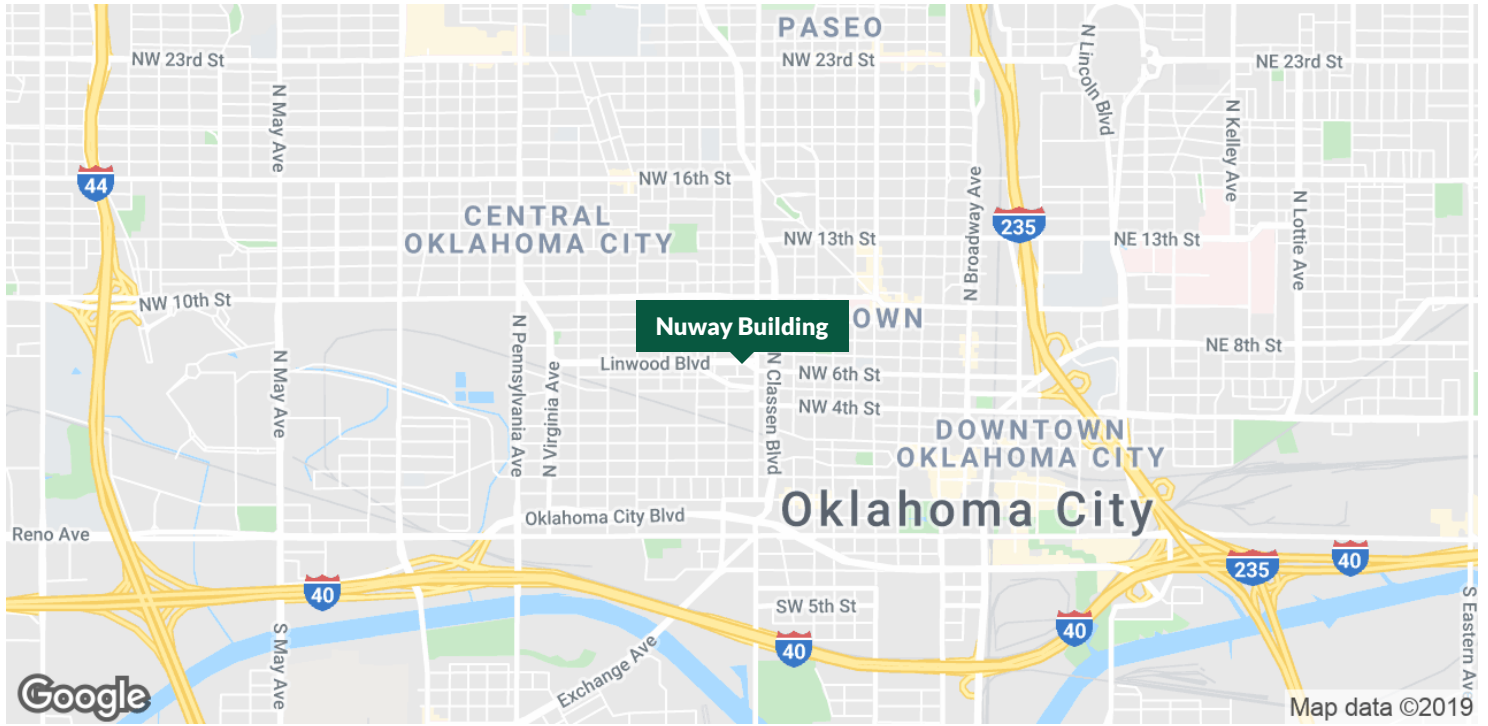 PASEO
NW 23rd St
NW 23rd St
NE 23rd St
N Lincoln Blvd
N May Ave
N Kelley Ave
44
NW 16th St
N Broadway Ave
N Lottie Ave
CENTRAL
OKLAHOMA CITY
235
NW 13th St
NE 13th St
NW 10th St
Nuway Building
OWN
N Pennsylvania Ave
N Virginia Ave
N May Ave
Linwood Blvd
N Classen Blvd
NW 6th St
NE 8th St
NW 4th St
DOWNTOWN
OKLAHOMA CITY
Oklahoma City
Oklahoma City Blvd
Reno Ave
40
235
40
SW 5th St
40
40
S May Ave
Exchange Ave
S Eastern Ave
Google
Map data ©2019